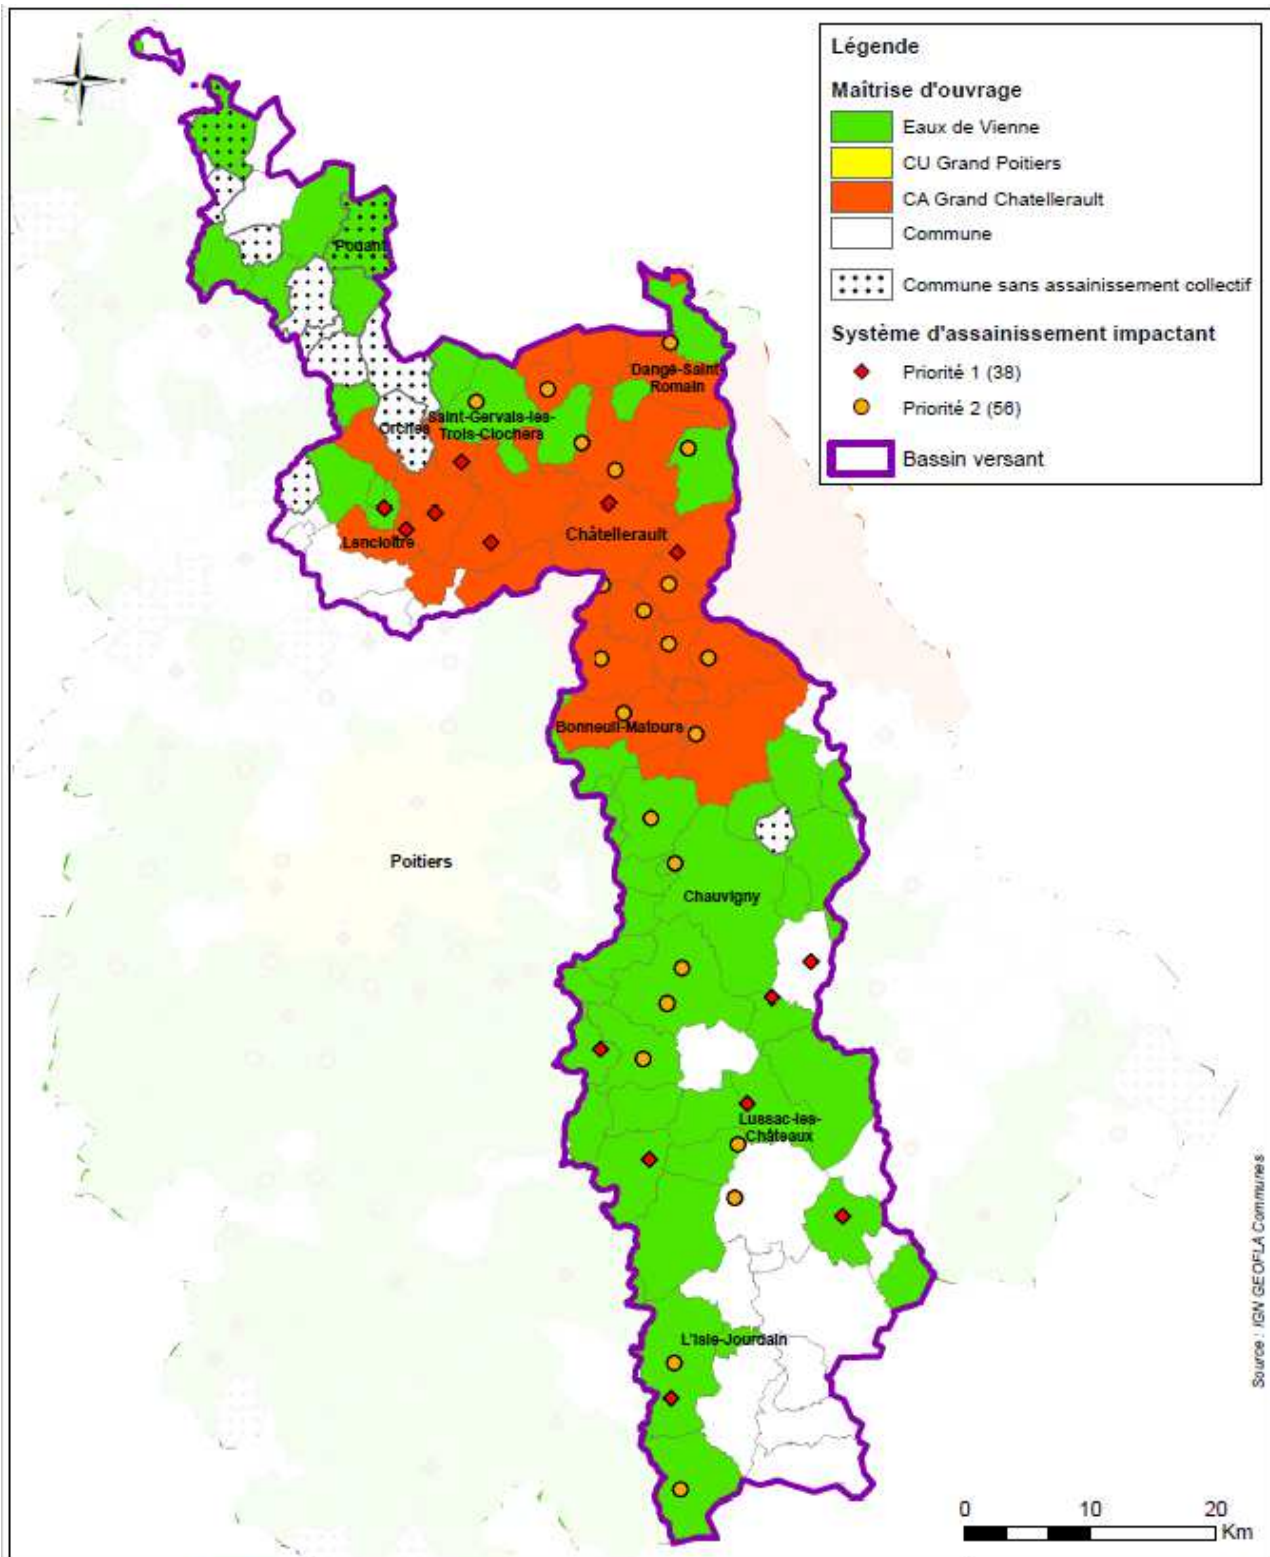 Légende
Maîtrise d'ouvrage
Eaux de Vienne
CU Grand Poitiers
CA Grand Chatellerault
Commune
Commune sans assainissement collectif
Système d'assainissement impactant
Priorité 1 (38)
Priorité 2 (56)
Bassin versant
Pouant
Dangé-Saint-
Romain
Saint-Gervais-les-
Trois-Clochers
Orches
Châtellerault
Lencloître
Bonneuil-Matours
Poitiers
Chauvigny
Lussac-les-
Châteaux
L'Isle-Jourdain
Source : IGN GEOFLA Communes
0 10 20
Km